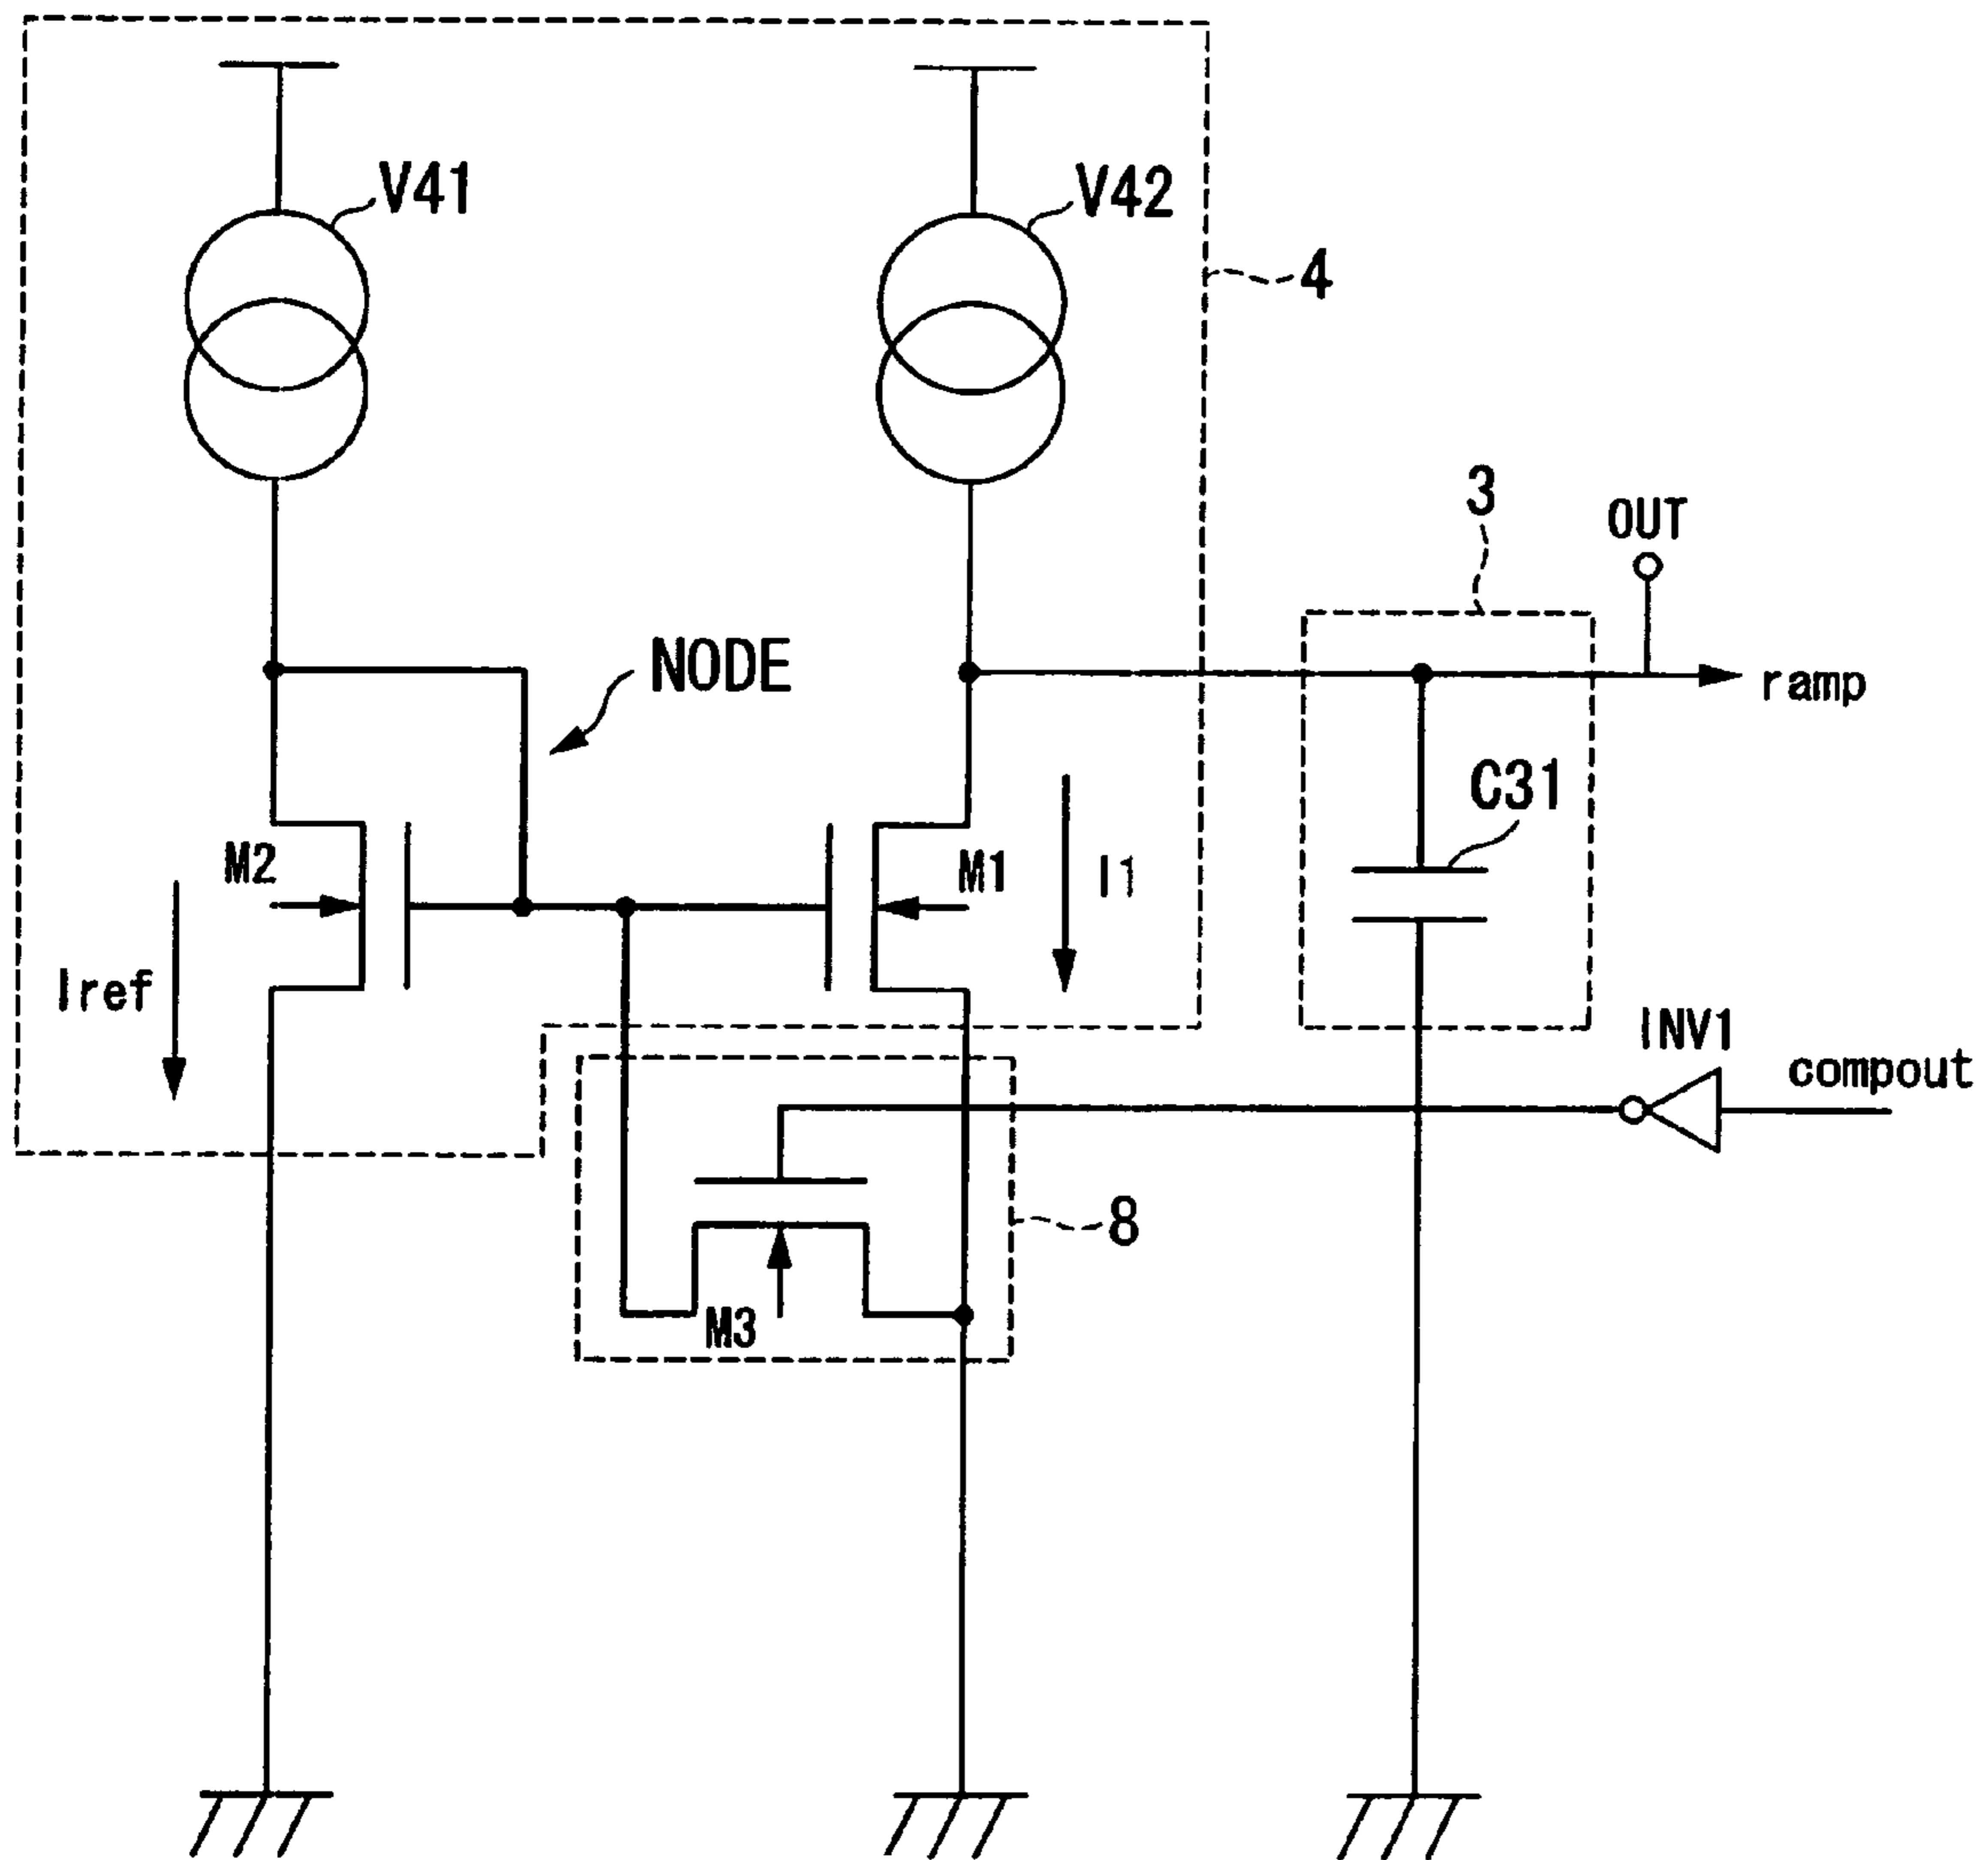 V41
V42
4
3
OUT
NODE
ramp
C31
M2
M1
I1
Iref
INV1
compout
8
M3